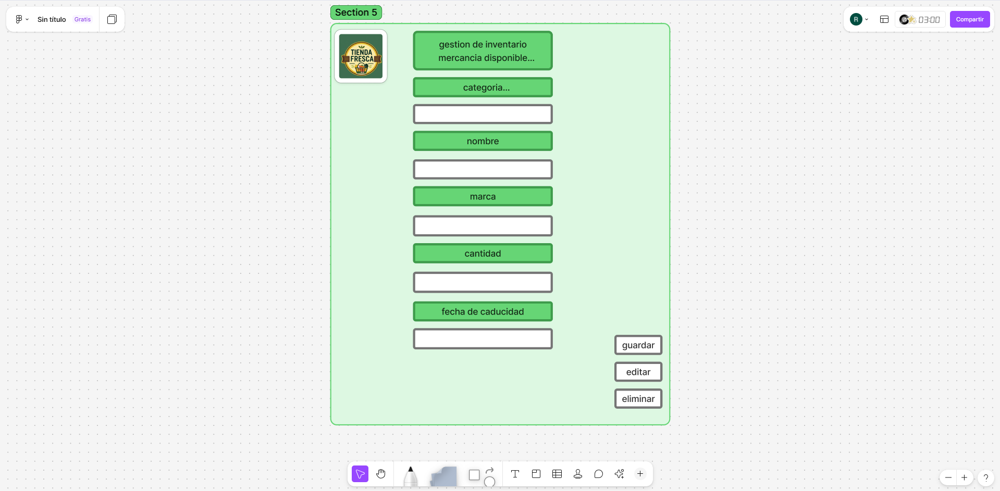 Section 5
Sin título
Gratis
R
03:00
Compartir
TIENDA
FRESCA
gestion de inventario
mercancia disponible...
categoria...
nombre
marca
cantidad
fecha de caducidad
guardar
editar
eliminar
T
?